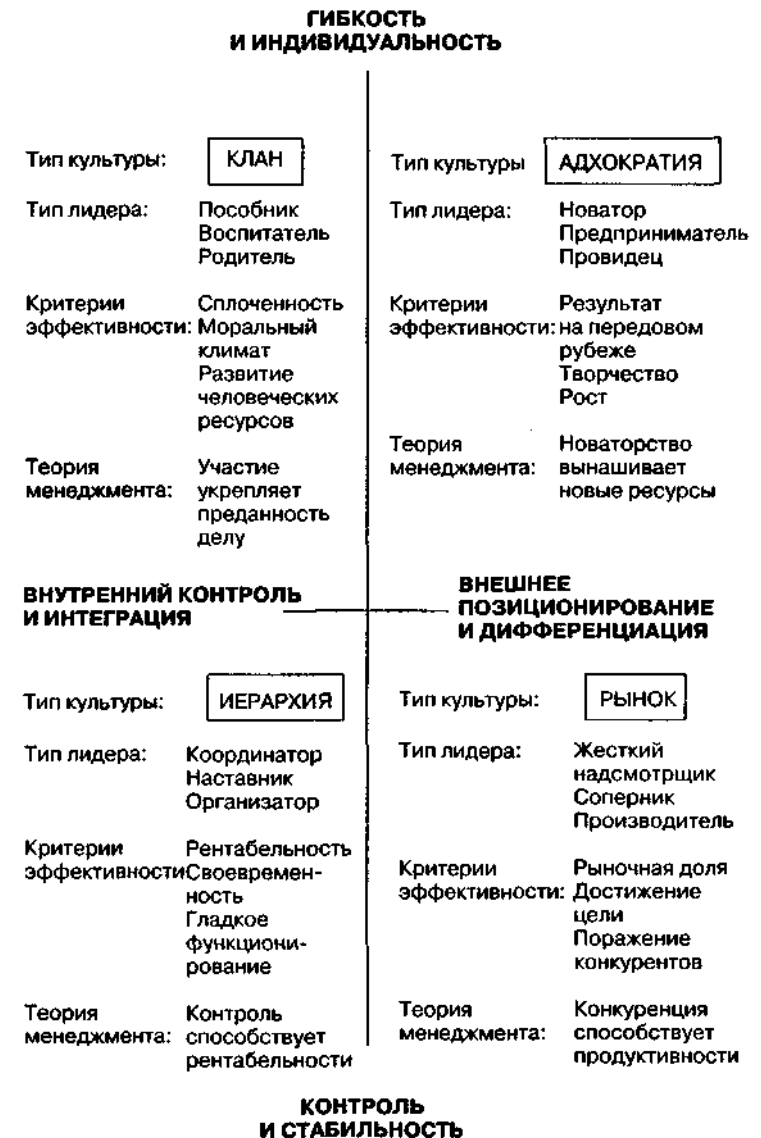 ГИБКОСТЬ
И ИНДИВИДУАЛЬНОСТЬ
Тип культуры: КЛАН
Тип лидера: Пособник
Воспитатель
Родитель
Критерии Сплоченность
эффективности: Моральный
климат
Развитие
человеческих
ресурсов
Теория Участие
менеджмента: укрепляет
преданность
делу
Тип культуры АДХОКРАТИЯ
Тип лидера: Новатор
Предприниматель
Провидец
Критерии Результат
эффективности: на передовом
рубеже
Творчество
Рост
Теория Новаторство
менеджмента: вынашивает
новые ресурсы
ВНУТРЕННИЙ КОНТРОЛЬ
И ИНТЕГРАЦИЯ
ВНЕШНЕЕ
ПОЗИЦИОНИРОВАНИЕ
И ДИФФЕРЕНЦИАЦИЯ
Тип культуры: ИЕРАРХИЯ
Тип лидера: Координатор
Наставник
Организатор
Критерии Рентабельность
эффективности Своевремен-
ность
Гладкое
функциони-
рование
Теория Контроль
менеджмента: способствует
рентабельности
Тип культуры: РЫНОК
Тип лидера: Жесткий
надсмотрщик
Соперник
Производитель
Критерии Рыночная доля
эффективности: Достижение
цели
Поражение
конкурентов
Теория Конкуренция
менеджмента: способствует
продуктивности
КОНТРОЛЬ
И СТАБИЛЬНОСТЬ